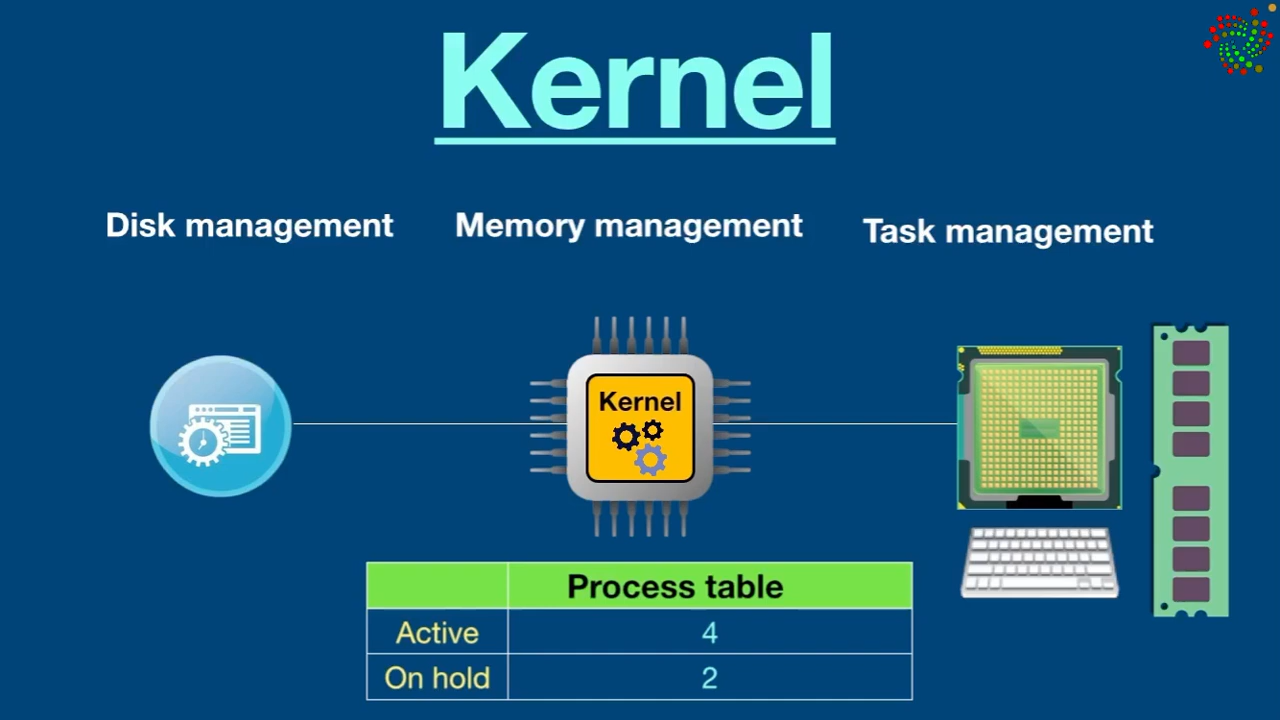 Kernel
Disk management Memory management Task management
Kernel
Process table
Active 4
On hold 2